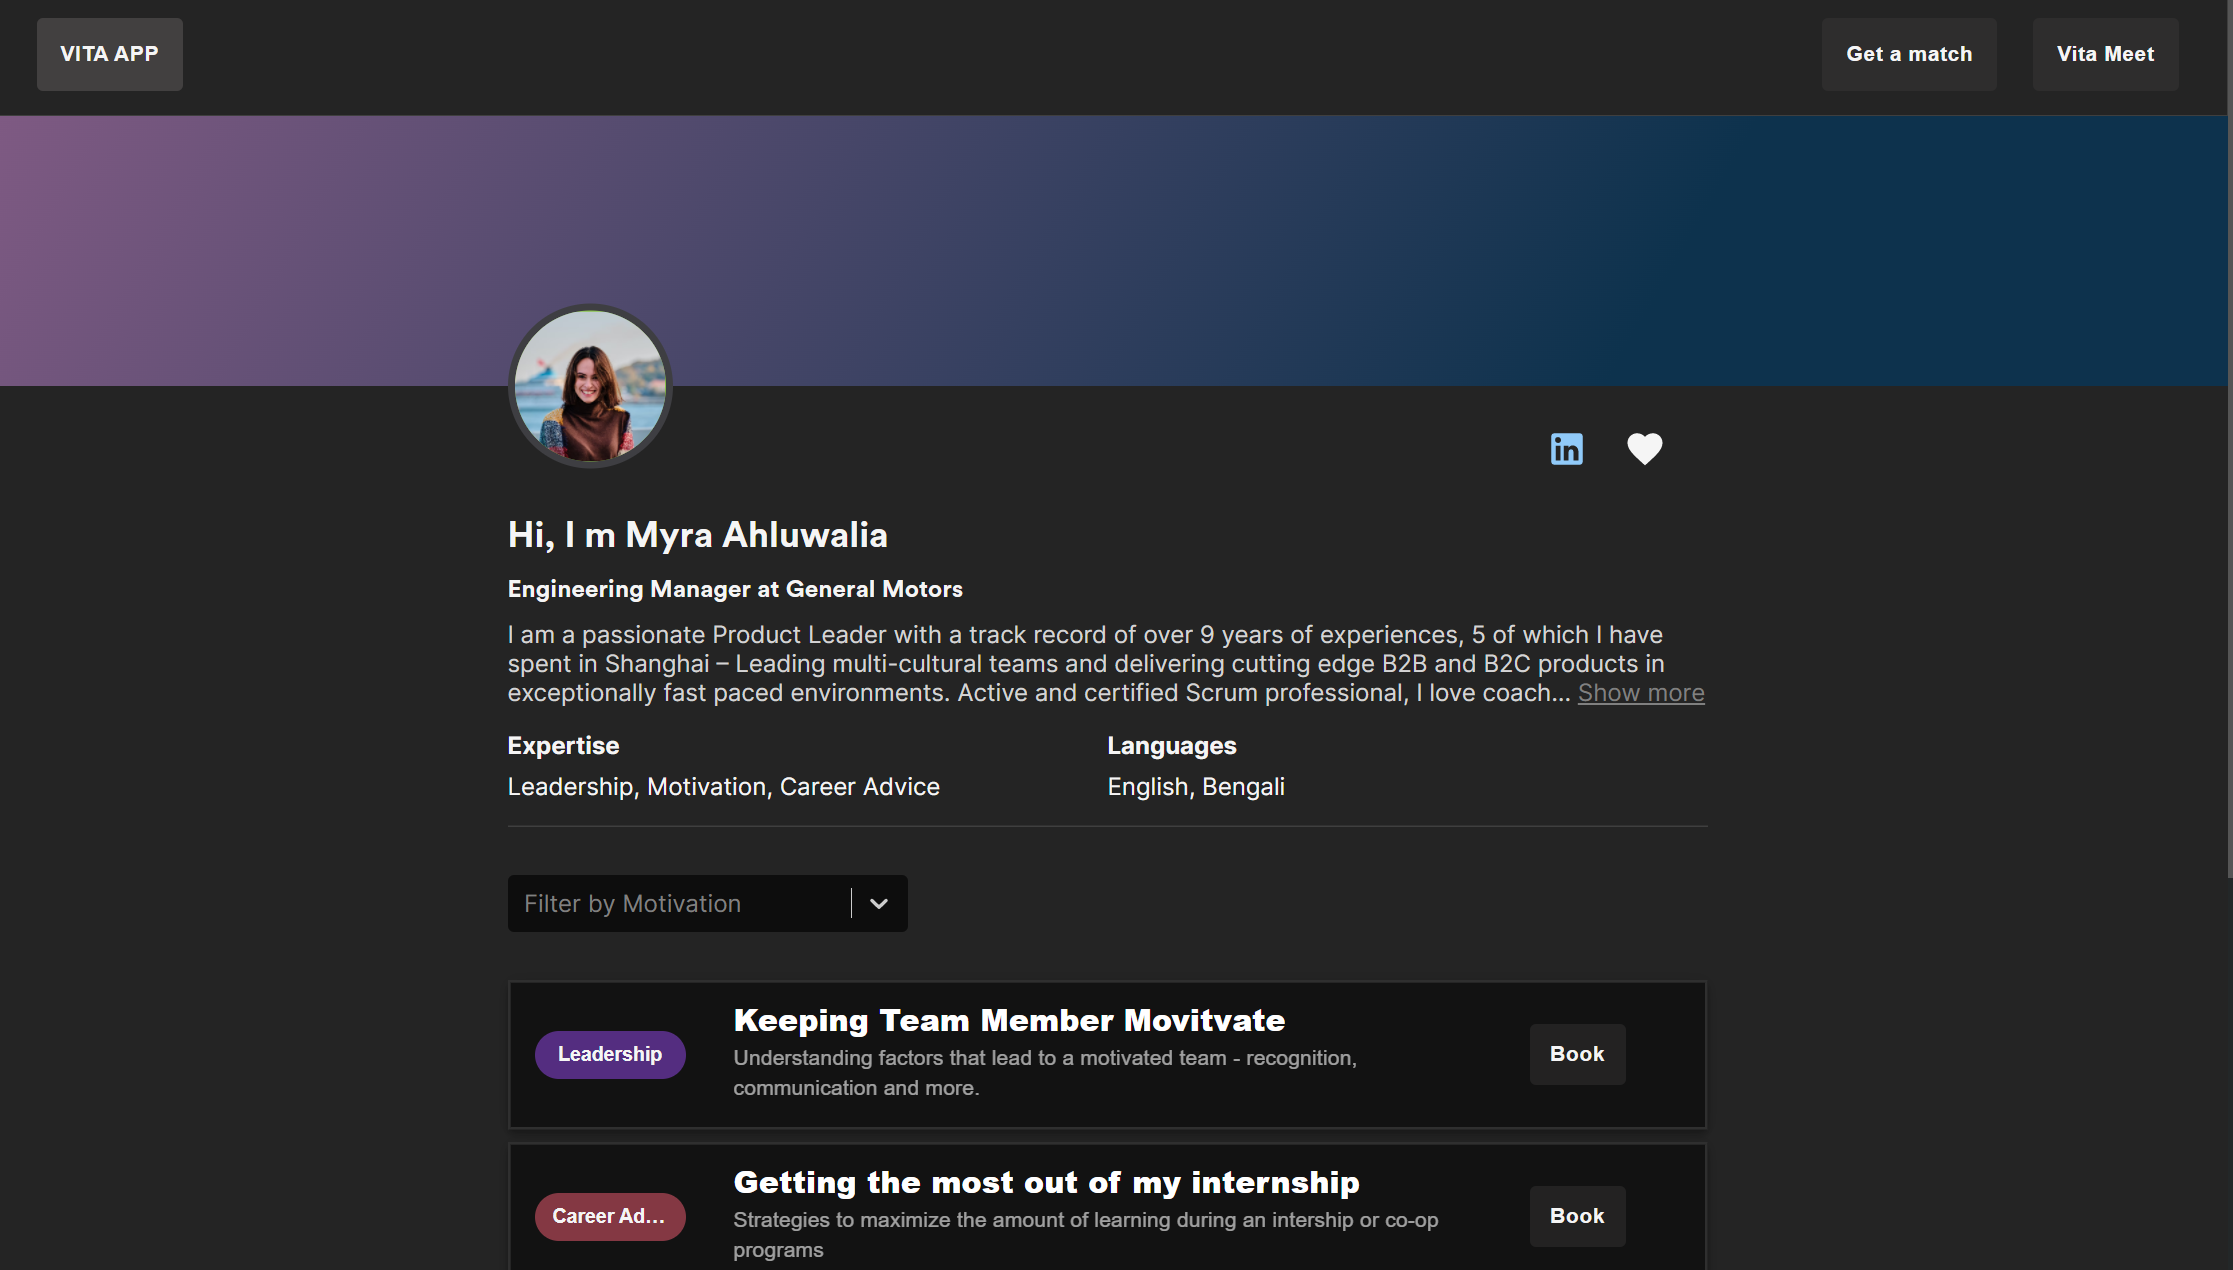 VITA APP
Get a match
Vita Meet
in
Hi, I m Myra Ahluwalia
Engineering Manager at General Motors
I am a passionate Product Leader with a track record of over 9 years of experiences, 5 of which I have
spent in Shanghai – Leading multi-cultural teams and delivering cutting edge B2B and B2C products in
exceptionally fast paced environments. Active and certified Scrum professional, I love coach... Show more
Expertise
Languages
Leadership, Motivation, Career Advice
English, Bengali
Filter by Motivation
Leadership
Keeping Team Member Movitvate
Understanding factors that lead to a motivated team - recognition,
communication and more.
Book
Career Ad...
Getting the most out of my internship
Strategies to maximize the amount of learning during an intership or co-op
programs
Book